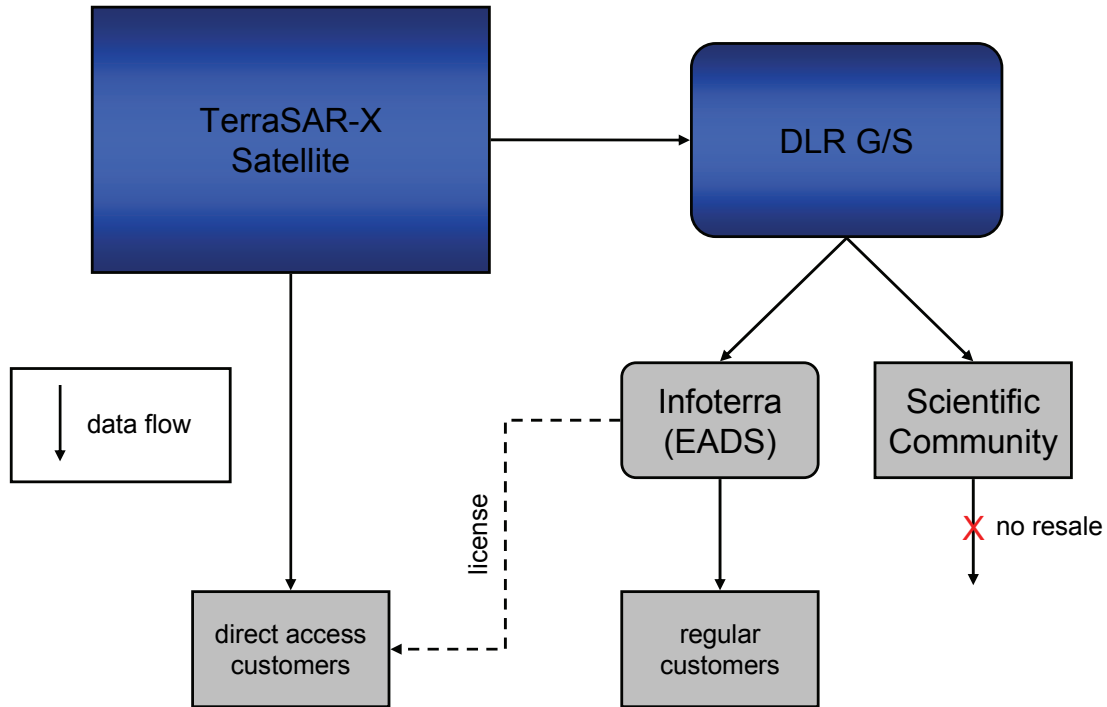 TerraSAR-X
Satellite
DLR G/S
data flow
Infoterra
(EADS)
Scientific
Community
license
X no resale
direct access
customers
regular
customers